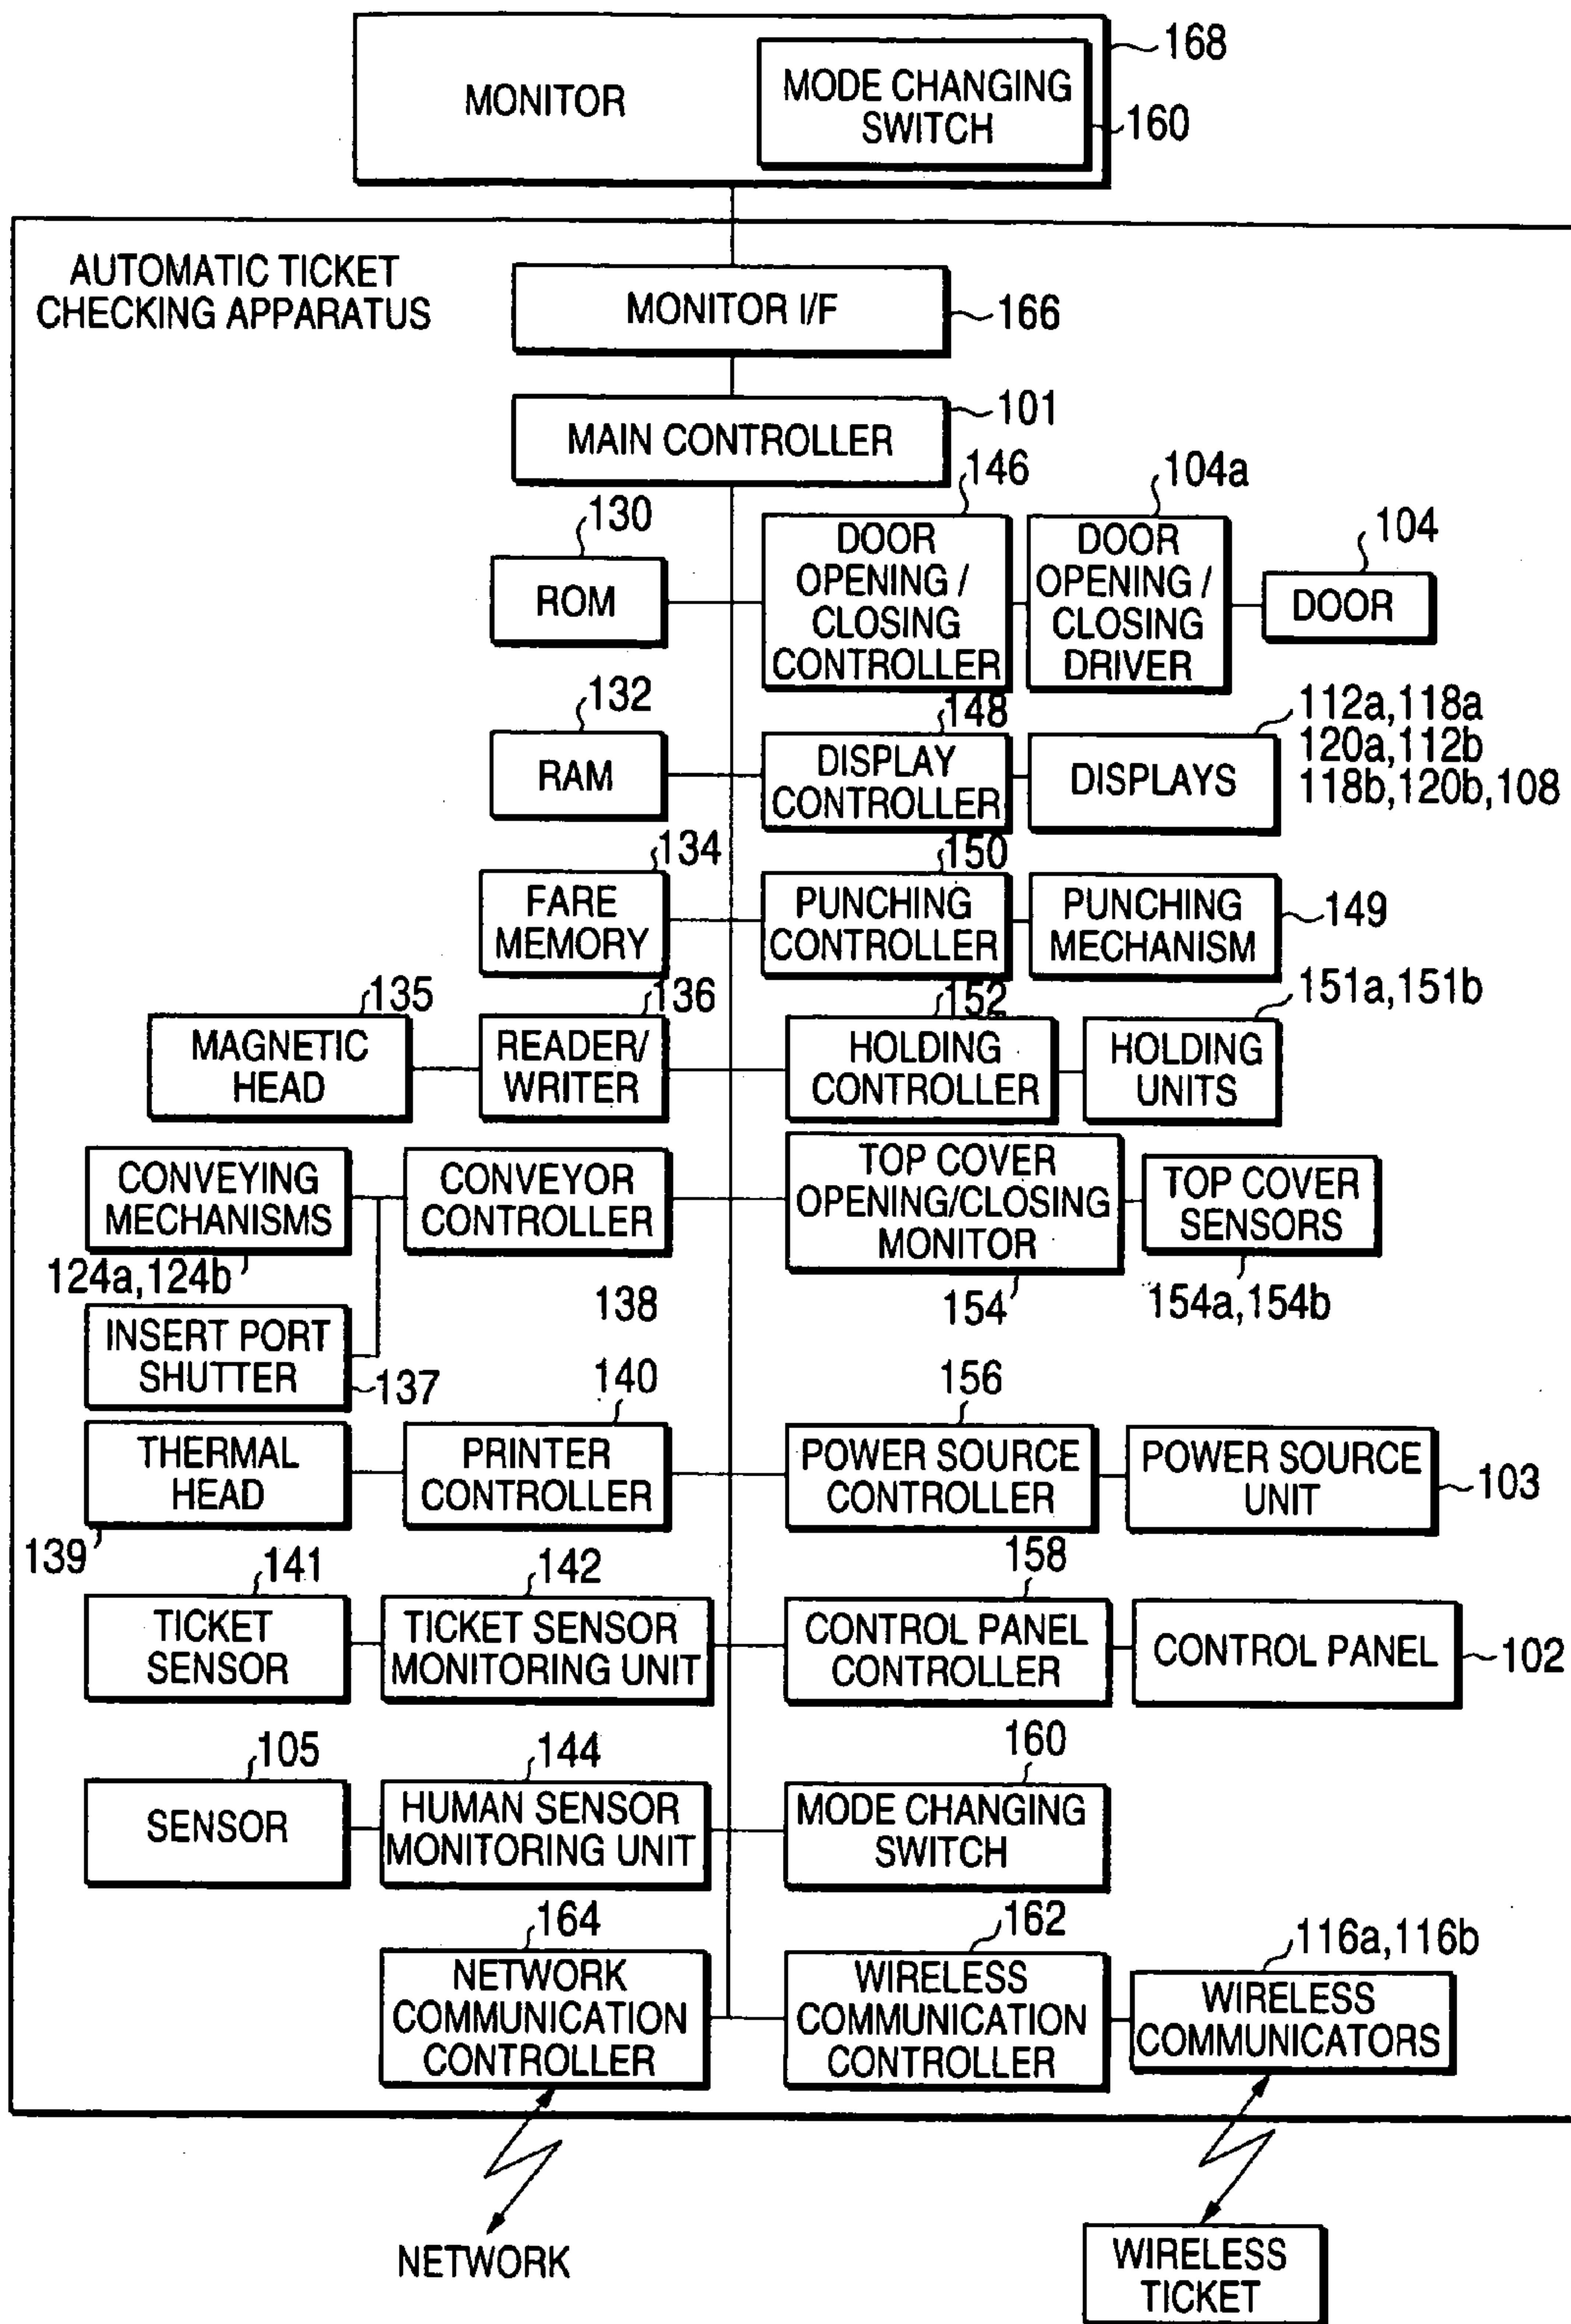 168
MONITOR
MODE CHANGING
SWITCH
160
AUTOMATIC TICKET
CHECKING APPARATUS
MONITOR I/F
166
101
MAIN CONTROLLER
130
ROM
146
DOOR
OPENING /
CLOSING
CONTROLLER
104a
DOOR
OPENING /
CLOSING
DRIVER
104
DOOR
132
RAM
148
DISPLAY
CONTROLLER
DISPLAYS
112a,118a
120a,112b
118b,120b,108
134
FARE
MEMORY
150
PUNCHING
CONTROLLER
PUNCHING
MECHANISM
149
135
MAGNETIC
HEAD
136
READER/
WRITER
152
HOLDING
CONTROLLER
151a,151b
HOLDING
UNITS
CONVEYING
MECHANISMS
124a,124b
CONVEYOR
CONTROLLER
138
TOP COVER
OPENING/CLOSING
MONITOR
154
TOP COVER
SENSORS
154a,154b
INSERT PORT
SHUTTER
137
THERMAL
HEAD
139
140
PRINTER
CONTROLLER
156
POWER SOURCE
CONTROLLER
POWER SOURCE
UNIT
103
141
TICKET
SENSOR
142
TICKET SENSOR
MONITORING UNIT
158
CONTROL PANEL
CONTROLLER
CONTROL PANEL
102
105
SENSOR
144
HUMAN SENSOR
MONITORING UNIT
160
MODE CHANGING
SWITCH
164
NETWORK
COMMUNICATION
CONTROLLER
162
WIRELESS
COMMUNICATION
CONTROLLER
116a,116b
WIRELESS
COMMUNICATORS
NETWORK
WIRELESS
TICKET